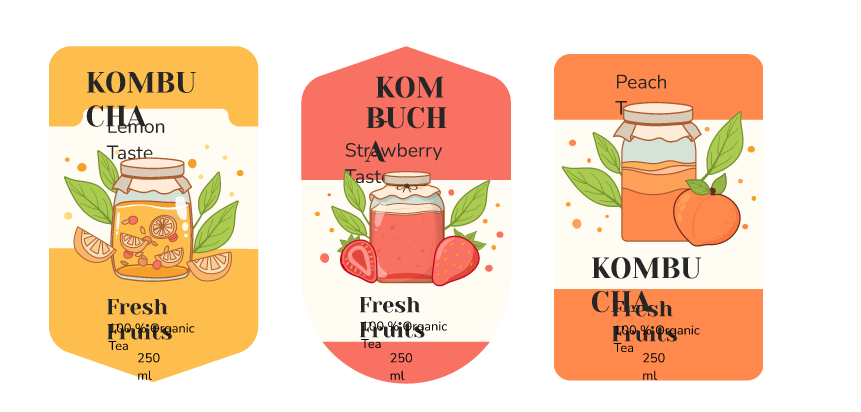 KOMBU
CHA
Lemon
Taste
Fresh
Fruits
100 % Organic
Tea
250
ml
KOM
BUCH
A
Strawberry
Taste
Fresh
Fruits
100 % Organic
Tea
250
ml
Peach
KOMBU
CHA
Fresh
Fruits
100 % Organic
Tea
250
ml